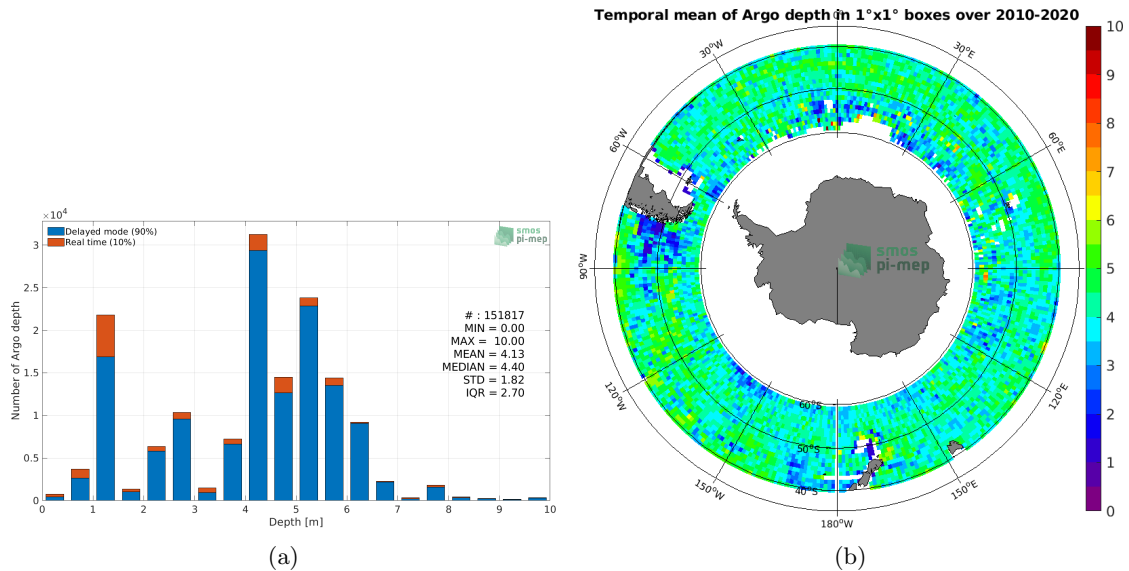 ×10⁴
Delayed mode (90%)
Real time (10%)
smos
pi-mep
# : 151817
MIN = 0.00
MAX = 10.00
MEAN = 4.13
MEDIAN = 4.40
STD = 1.82
IQR = 2.70
Number of Argo depth
3
2.5
2
1.5
1
0.5
0
0 1 2 3 4 5 6 7 8 9 10
Depth [m]
(a)
Temporal mean of Argo depth in 1°x1° boxes over 2010-2020
0°
30°W
30°E
60°W
60°E
90°W
smos
pi-mep
120°W
120°E
60°S
50°S
40°S
150°W
150°E
180°W
10
9
8
7
6
5
4
3
2
1
0
(b)